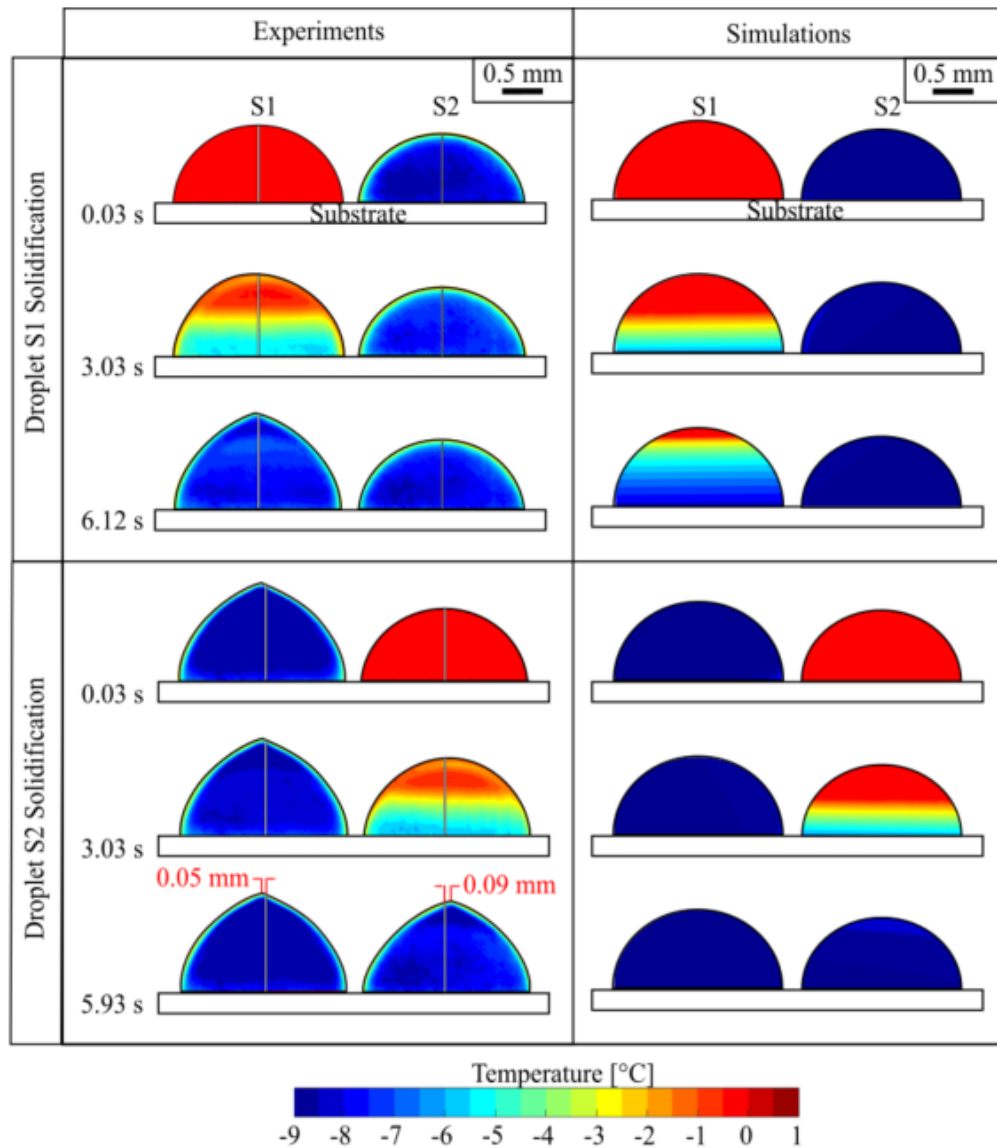 Experiments
Simulations
Droplet S1 Solidification
0.5 mm
0.5 mm
S1
S2
S1
S2
0.03 s
Substrate
Substrate
3.03 s
6.12 s
Droplet S2 Solidification
0.03 s
3.03 s
0.05 mm
0.09 mm
5.93 s
Temperature [°C]
-9 -8 -7 -6 -5 -4 -3 -2 -1 0 1